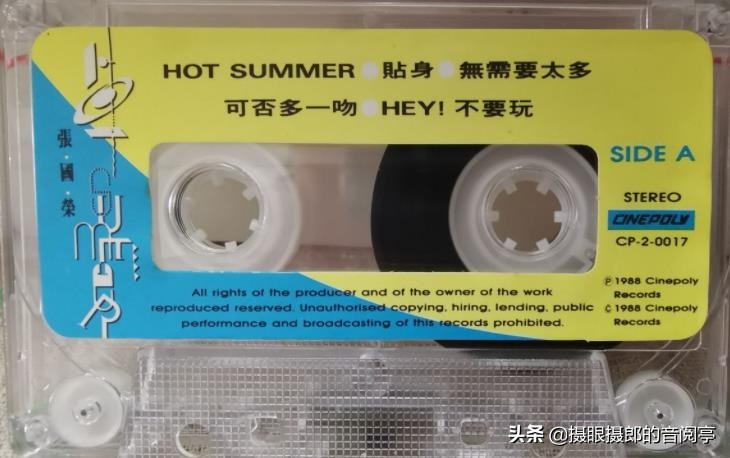 HOT SUMMER 貼身 無需要太多
可否多一吻 HEY! 不要玩
張·國·榮
SIDE A
STEREO
CINEPOLY
CP-2-0017
Ⓟ1988 Cinepoly
Records
©1988 Cinepoly
Records
All rights of the producer and of the owner of the work
reproduced reserved. Unauthorised copying, hiring, lending, public
performance and broadcasting of this records prohibited.
头条 @摄眼摄郎的音阅亭